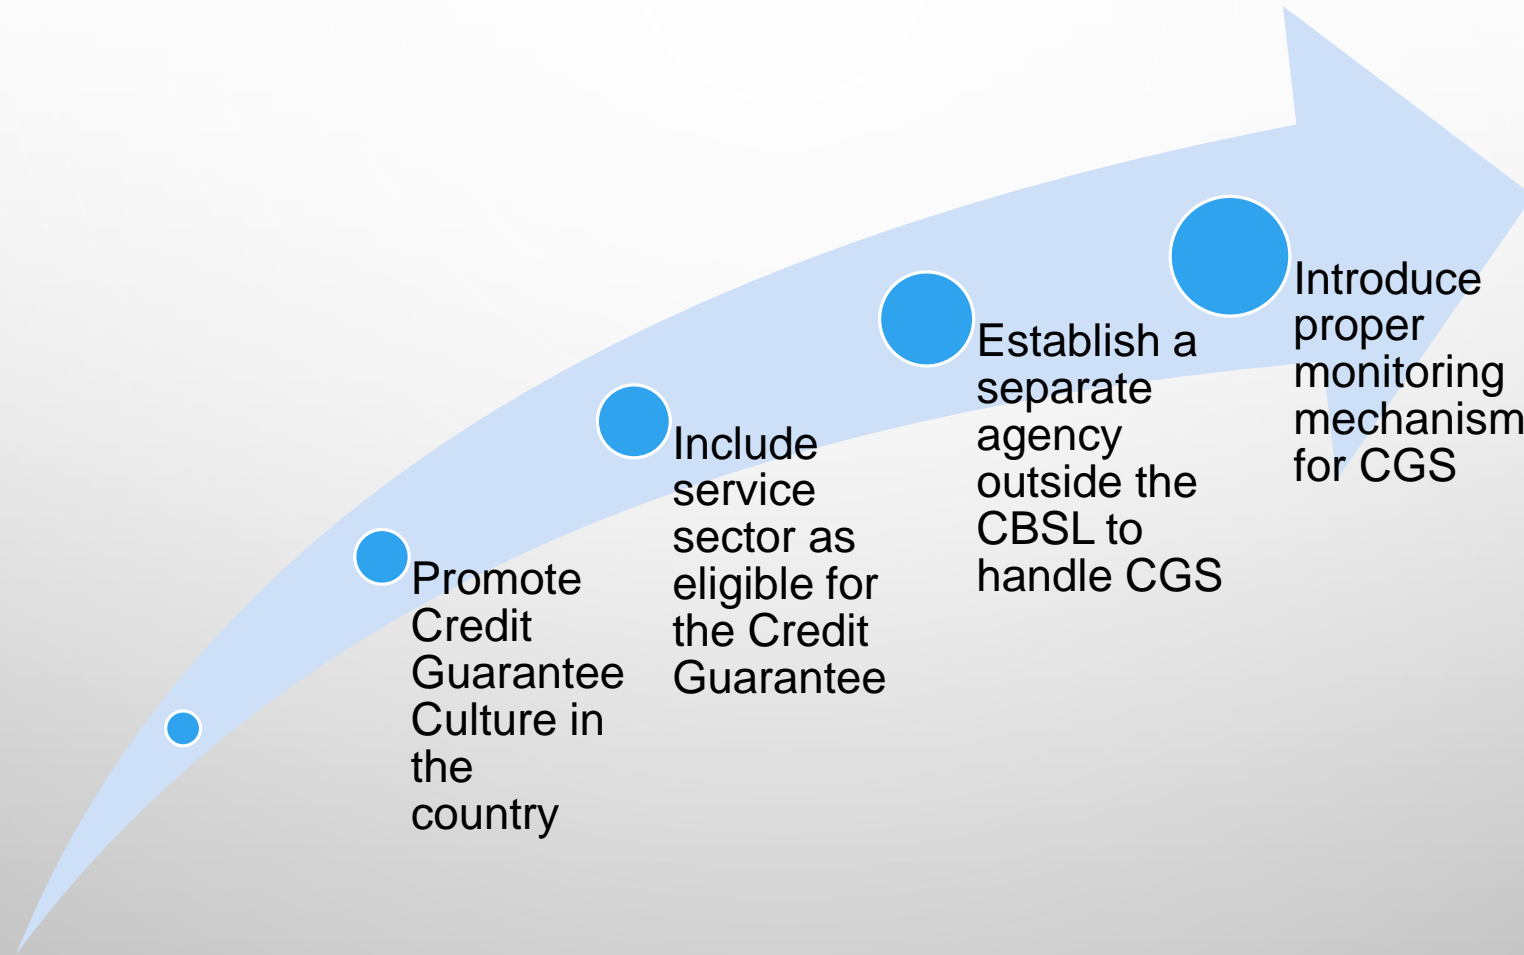 Promote
Credit
Guarantee
Culture in
the
country
Include
service
sector as
eligible for
the Credit
Guarantee
Establish a
separate
agency
outside the
CBSL to
handle CGS
Introduce
proper
monitoring
mechanism
for CGS